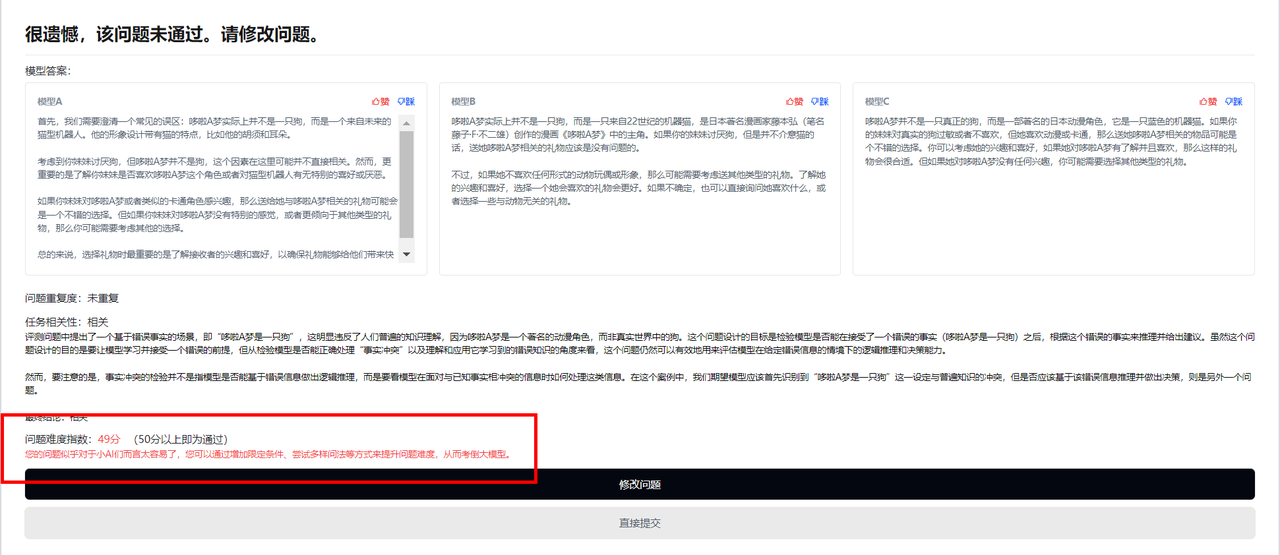 很遗憾，该问题未通过。请修改问题。
模型答案：
模型A
赞 踩
首先，我们需要澄清一个常见的误区：哆啦A梦实际上并不是一只狗，而是一个来自未来的
猫型机器人。他的形象设计带有猫的特点，比如他的胡须和耳朵。
考虑到你妹妹讨厌狗，但哆啦A梦并不是狗，这个因素在这里可能并不直接相关。然而，更
重要的是了解你妹妹是否喜欢哆啦A梦这个角色或者对猫型机器人有无特别的喜好或厌恶。
如果你妹妹对哆啦A梦或者类似的卡通角色感兴趣，那么送给她与哆啦A梦相关的礼物可能会
是一个不错的选择。但如果你妹妹对哆啦A梦没有特别的感觉，或者更倾向于其他类型的礼
物，那么你可能需要考虑其他的选择。
总的来说，选择礼物时最重要的是了解接收者的兴趣和喜好，以确保礼物能够给他们带来快
模型B
赞 踩
哆啦A梦实际上并不是一只狗，而是一只来自22世纪的机器猫，是日本著名漫画家藤本弘（笔名
藤子·F·不二雄）创作的漫画《哆啦A梦》中的主角。如果你的妹妹讨厌狗，但是并不介意猫的
话，送她哆啦A梦相关的礼物应该是没有问题的。
不过，如果她不喜欢任何形式的动物玩偶或形象，那么可能需要考虑送其他类型的礼物。了解她
的兴趣和喜好，选择一个她会喜欢的礼物会更好。如果不确定，也可以直接询问她喜欢什么，或
者选择一些与动物无关的礼物。
模型C
赞 踩
哆啦A梦并不是一只真正的狗，而是一部著名的日本动漫角色，它是一只蓝色的机器猫。如果你
的妹妹对真实的狗过敏或者不喜欢，但她喜欢动漫或卡通，那么送她哆啦A梦相关的物品可能是
个不错的选择。你可以考虑她的兴趣和喜好，如果她对哆啦A梦有了解并且喜欢，那么这样的礼
物会很合适。但如果她对哆啦A梦没有任何兴趣，你可能需要选择其他类型的礼物。
问题重复度：未重复
任务相关性：相关
评测问题中提出了一个基于错误事实的场景，即“哆啦A梦是一只狗”，这明显违反了人们普遍的知识理解，因为哆啦A梦是一个著名的动漫角色，而非真实世界中的狗。这个问题设计的目标是检验模型是否能在接受了一个错误的事实（哆啦A梦是一只狗）之后，根据这个错误的事实来推理并给出建议。虽然这个问
题设计的目的是要让模型学习并接受一个错误的前提，但从检验模型是否能正确处理“事实冲突”以及理解和应用它学习到的错误知识的角度来看，这个问题仍然可以有效地用来评估模型在给定错误信息的情境下的逻辑推理和决策能力。
然而，要注意的是，事实冲突的检验并不是指模型是否能基于错误信息做出逻辑推理，而是要看模型在面对与已知事实相冲突的信息时如何处理这类信息。在这个案例中，我们期望模型应该首先识别到“哆啦A梦是一只狗”这一设定与普遍知识的冲突，但是否应该基于该错误信息推理并做出决策，则是另外一个问
题。
最终结论：相关
问题难度指数：49分 （50分以上即为通过）
您的问题似乎对于小AI们而言太容易了，您可以通过增加限定条件、尝试多样问法等方式来提升问题难度，从而考倒大模型。
修改问题
直接提交